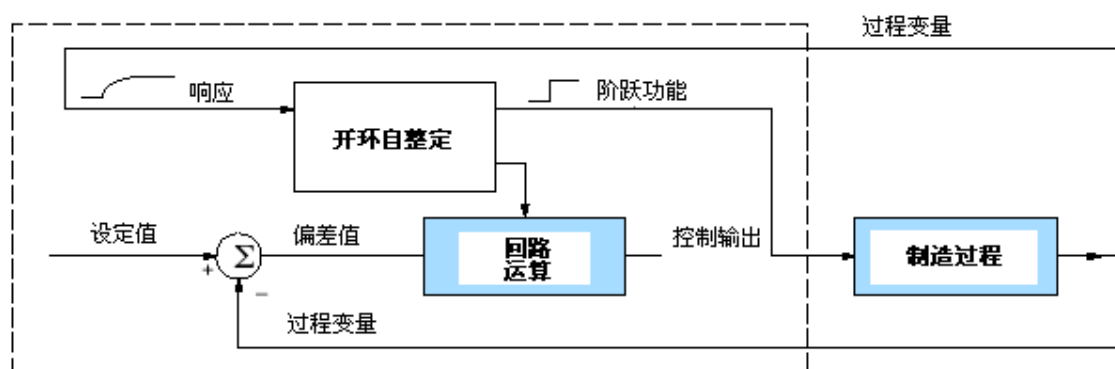 过程变量
响应
阶跃功能
开环自整定
设定值
偏差值
回路
运算
控制输出
制造过程
Σ
+
−
过程变量